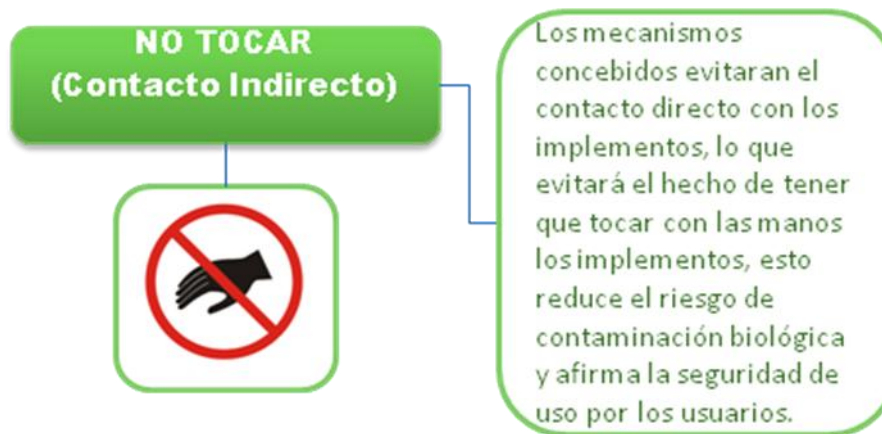 NO TOCAR
(Contacto Indirecto)
Los mecanismos
concebidos evitaran el
contacto directo con los
implementos, lo que
evitará el hecho de tener
que tocar con las manos
los implementos, esto
reduce el riesgo de
contaminación biológica
y afirma la seguridad de
uso por los usuarios.